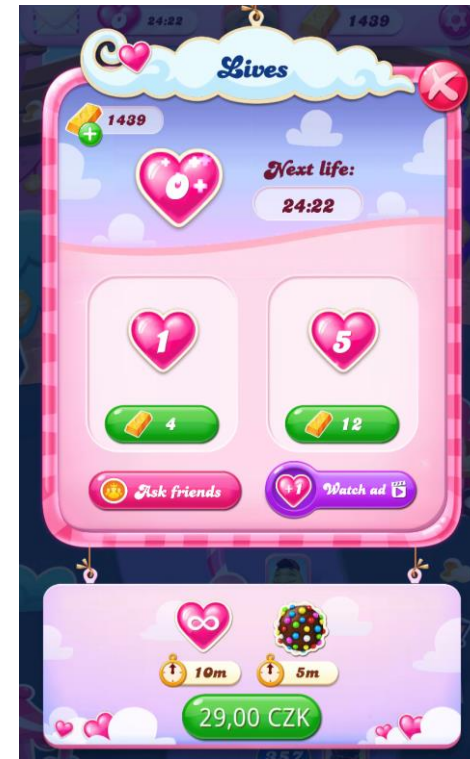 24:22
1439
Lives
1439
0
Next life:
24:22
1
5
4
12
Ask friends
+1 Watch ad
10m
5m
29,00 CZK
357